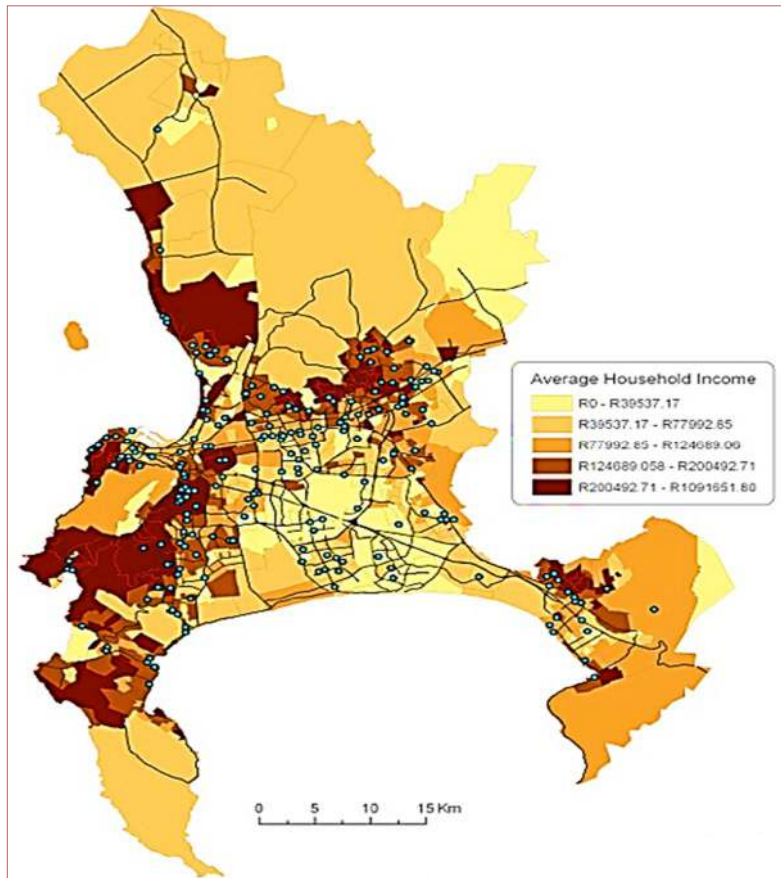 Average Household Income
R0 - R39537.17
R39537.17 - R77992.85
R77992.85 - R124689.06
R124689.058 - R200492.71
R200492.71 - R1091651.80
0 5 10 15 Km